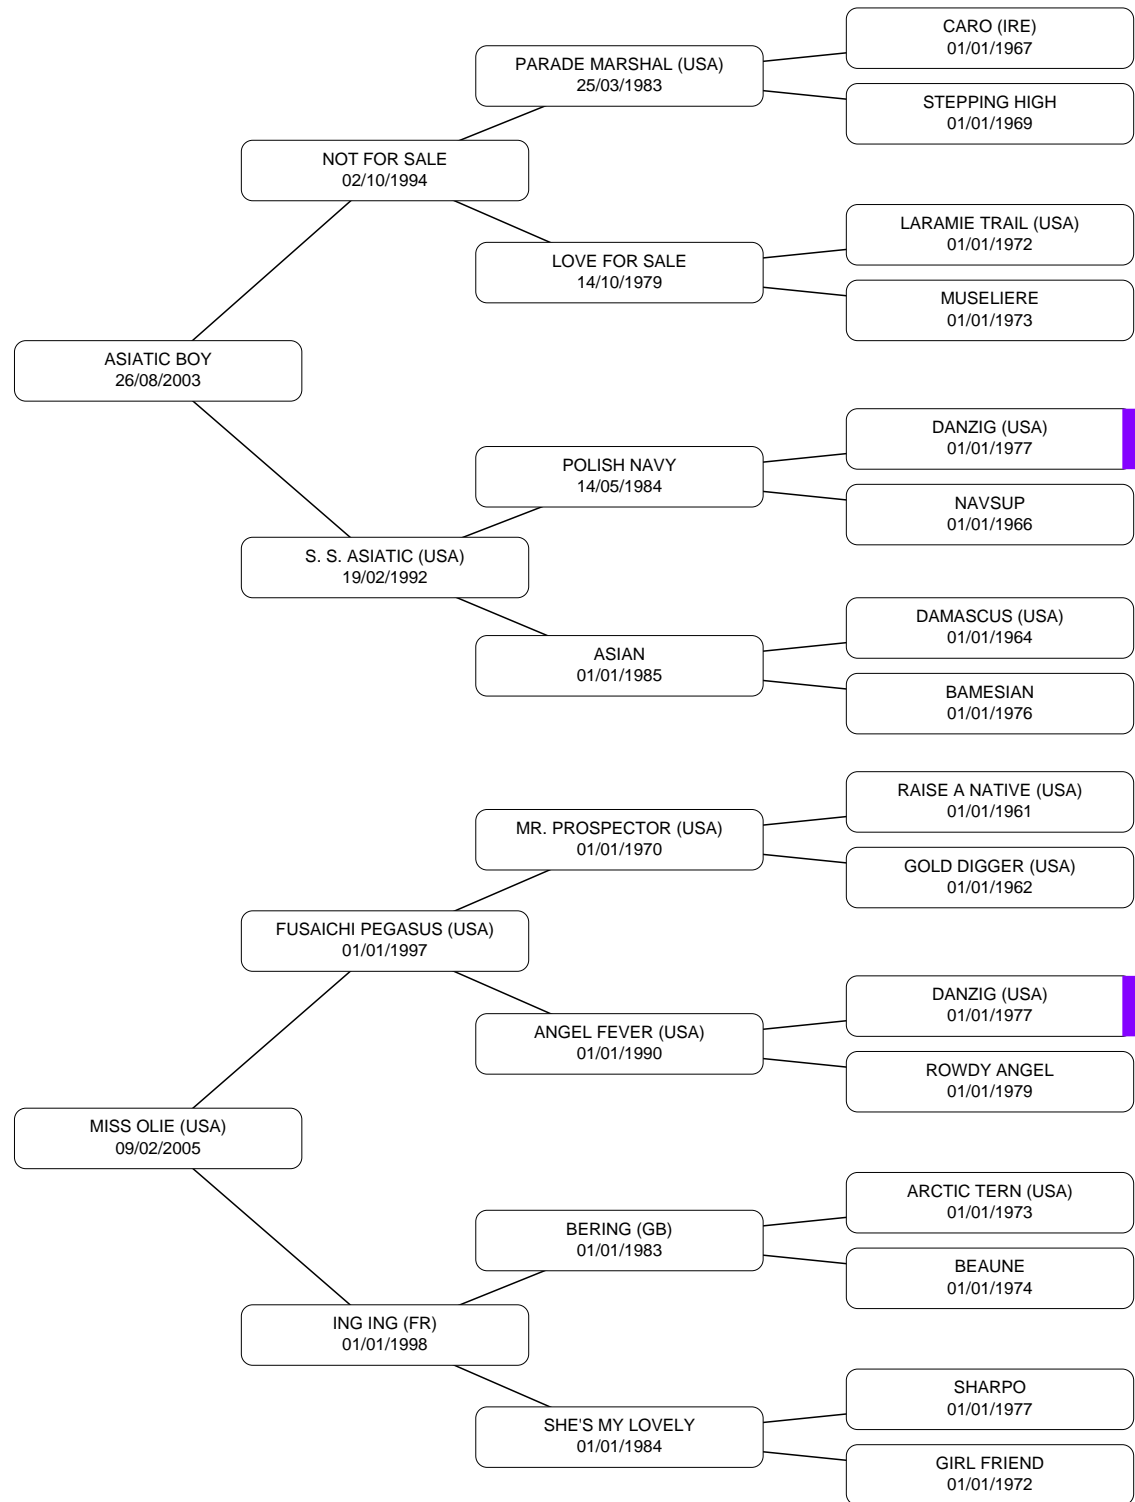 CARO (IRE)
01/01/1967
PARADE MARSHAL (USA)
25/03/1983
STEPPING HIGH
01/01/1969
NOT FOR SALE
02/10/1994
LARAMIE TRAIL (USA)
01/01/1972
LOVE FOR SALE
14/10/1979
MUSELIERE
01/01/1973
ASIATIC BOY
26/08/2003
DANZIG (USA)
01/01/1977
POLISH NAVY
14/05/1984
NAVSUP
01/01/1966
S. S. ASIATIC (USA)
19/02/1992
DAMASCUS (USA)
01/01/1964
ASIAN
01/01/1985
BAMESIAN
01/01/1976
RAISE A NATIVE (USA)
01/01/1961
MR. PROSPECTOR (USA)
01/01/1970
GOLD DIGGER (USA)
01/01/1962
FUSAICHI PEGASUS (USA)
01/01/1997
DANZIG (USA)
01/01/1977
ANGEL FEVER (USA)
01/01/1990
ROWDY ANGEL
01/01/1979
MISS OLIE (USA)
09/02/2005
ARCTIC TERN (USA)
01/01/1973
BERING (GB)
01/01/1983
BEAUNE
01/01/1974
ING ING (FR)
01/01/1998
SHARPO
01/01/1977
SHE'S MY LOVELY
01/01/1984
GIRL FRIEND
01/01/1972